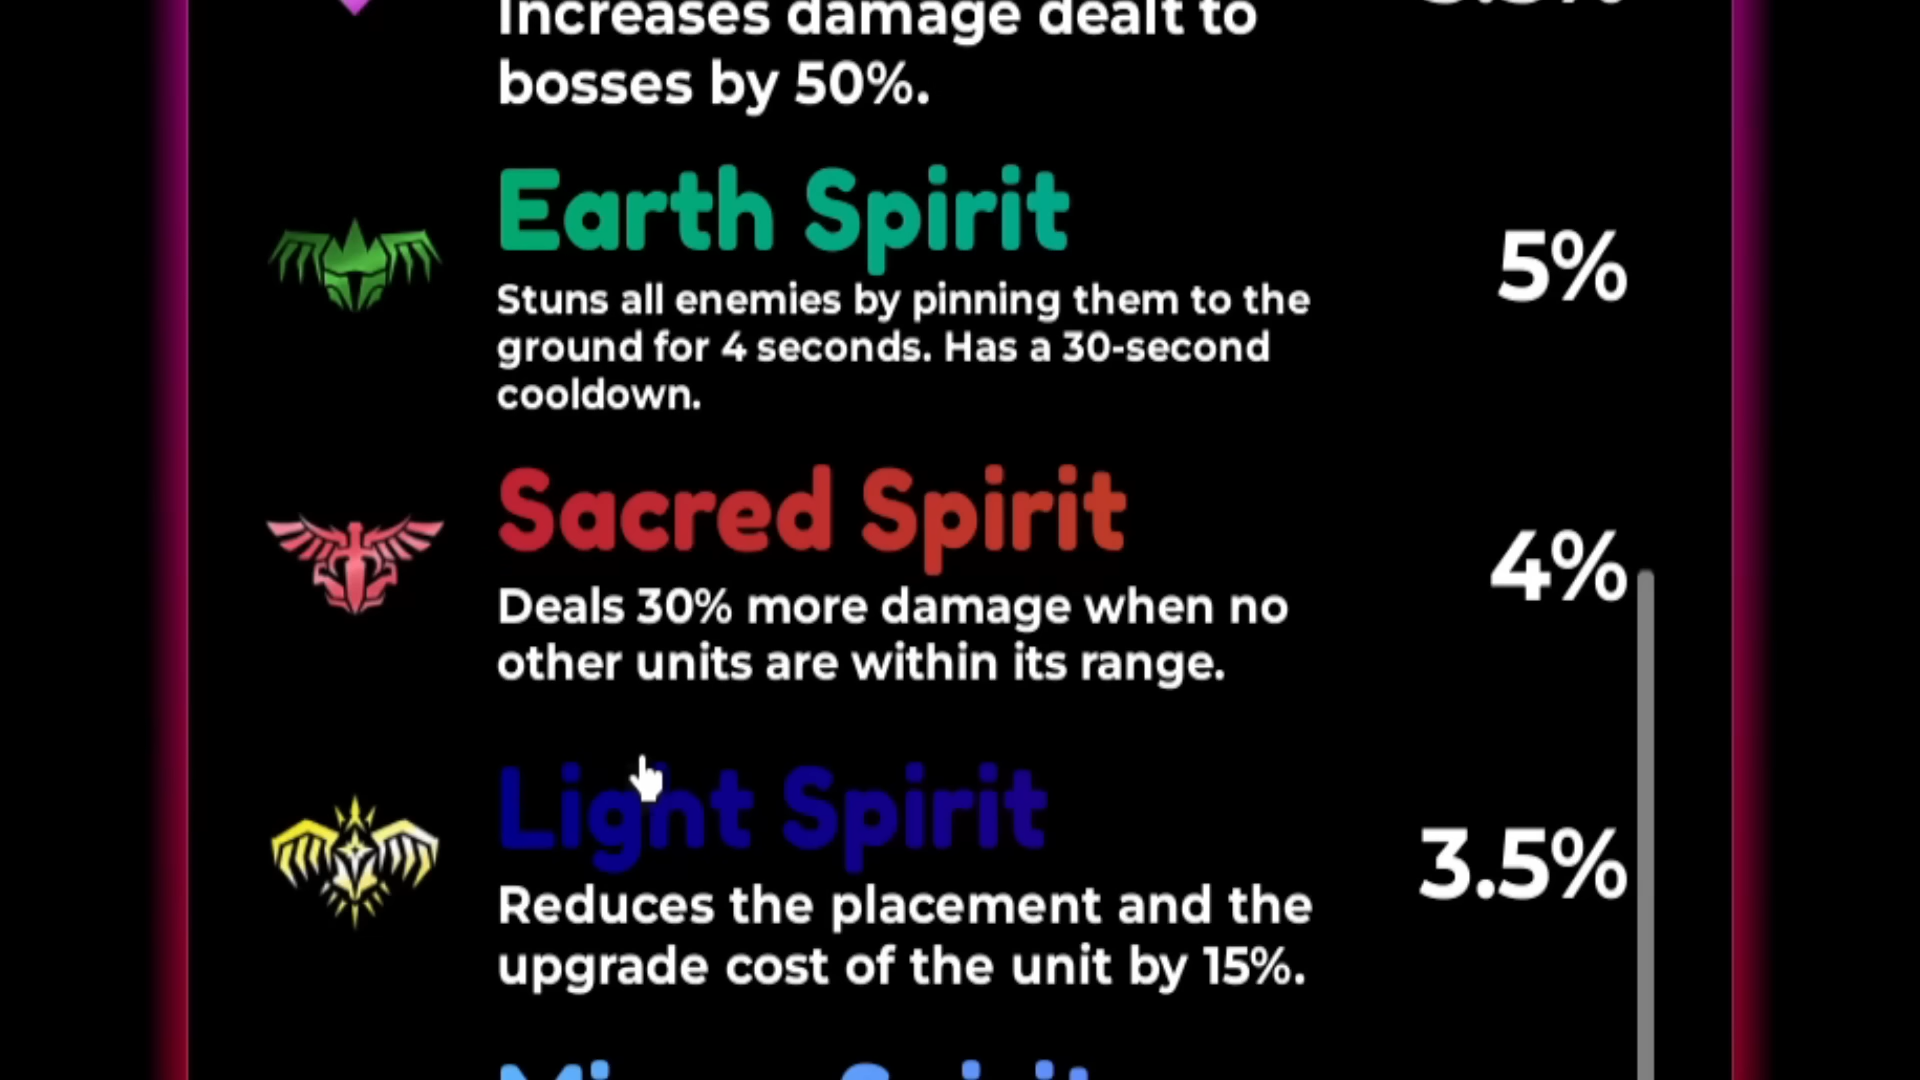 Increases damage dealt to
bosses by 50%.
Earth Spirit
Stuns all enemies by pinning them to the
ground for 4 seconds. Has a 30-second
cooldown.
5%
Sacred Spirit
Deals 30% more damage when no
other units are within its range.
4%
Light Spirit
Reduces the placement and the
upgrade cost of the unit by 15%.
3.5%
Spirit